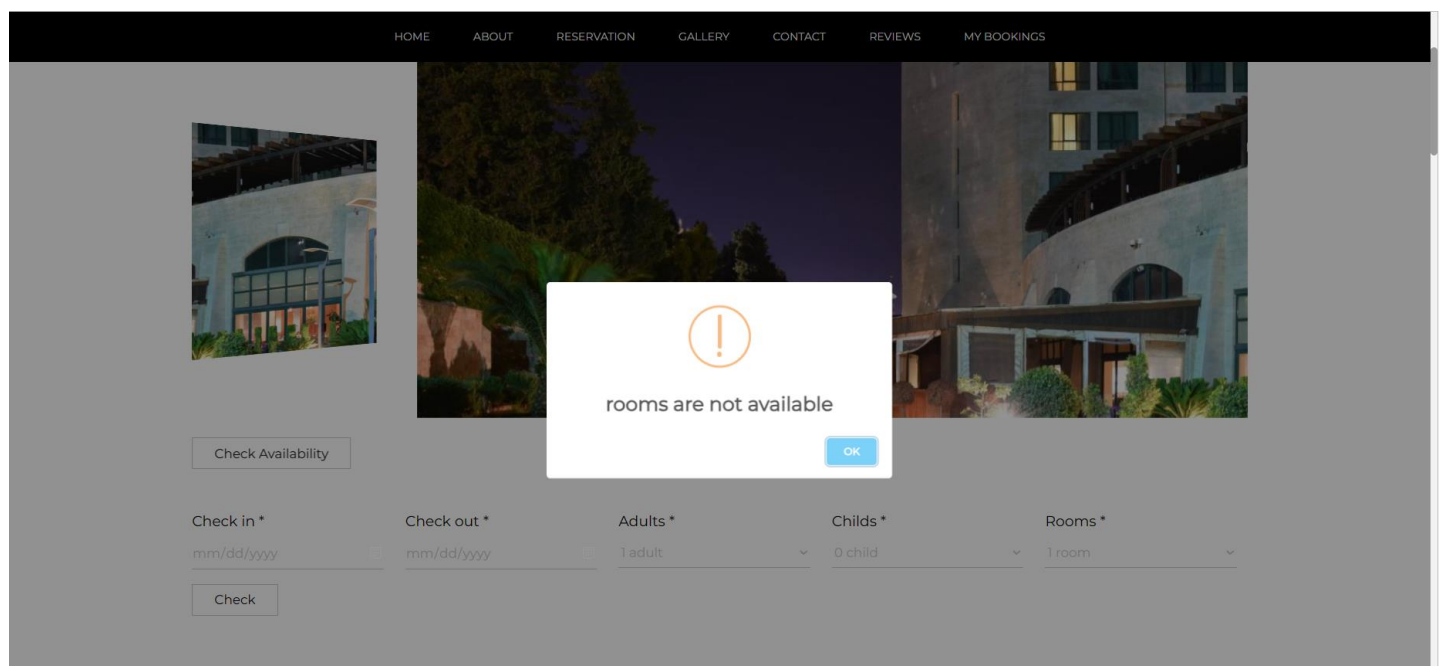 HOME ABOUT RESERVATION GALLERY CONTACT REVIEWS MY BOOKINGS
rooms are not available
OK
Check Availability
Check in * Check out * Adults * Childs * Rooms *
mm/dd/yyyy mm/dd/yyyy 1 adult 0 child 1 room
Check